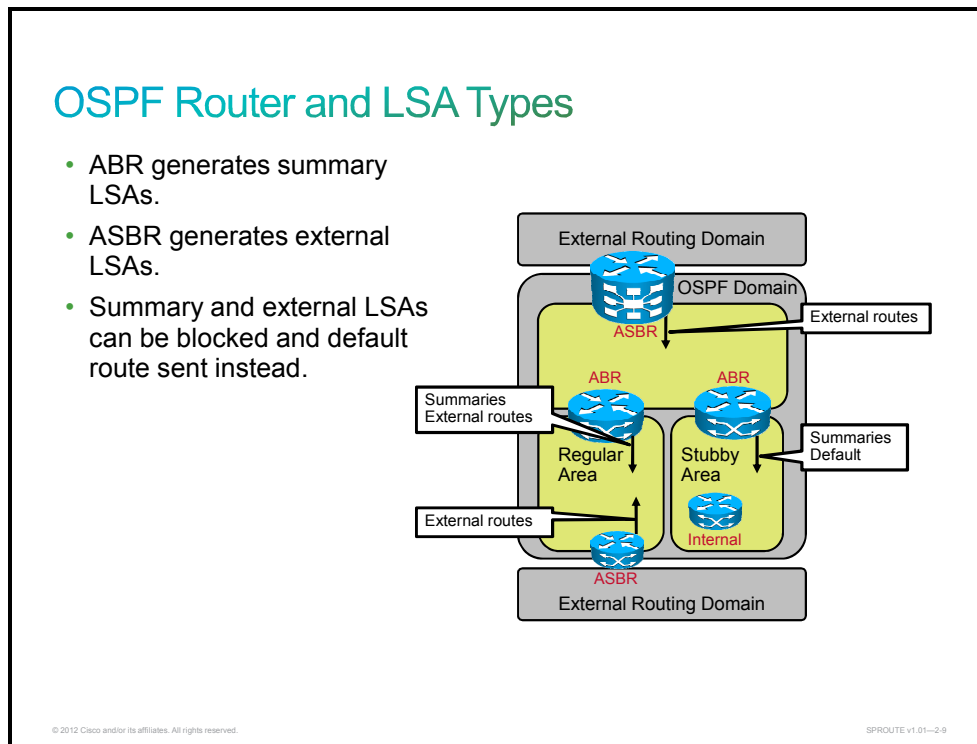 OSPF Router and LSA Types
• ABR generates summary
LSAs.
• ASBR generates external
LSAs.
• Summary and external LSAs
can be blocked and default
route sent instead.
External Routing Domain
OSPF Domain
ASBR
External routes
ABR
ABR
Summaries
External routes
Regular
Area
Stubby
Area
Summaries
Default
External routes
Internal
ASBR
External Routing Domain
© 2012 Cisco and/or its affiliates. All rights reserved.
SPROUTE v1.01—2-9